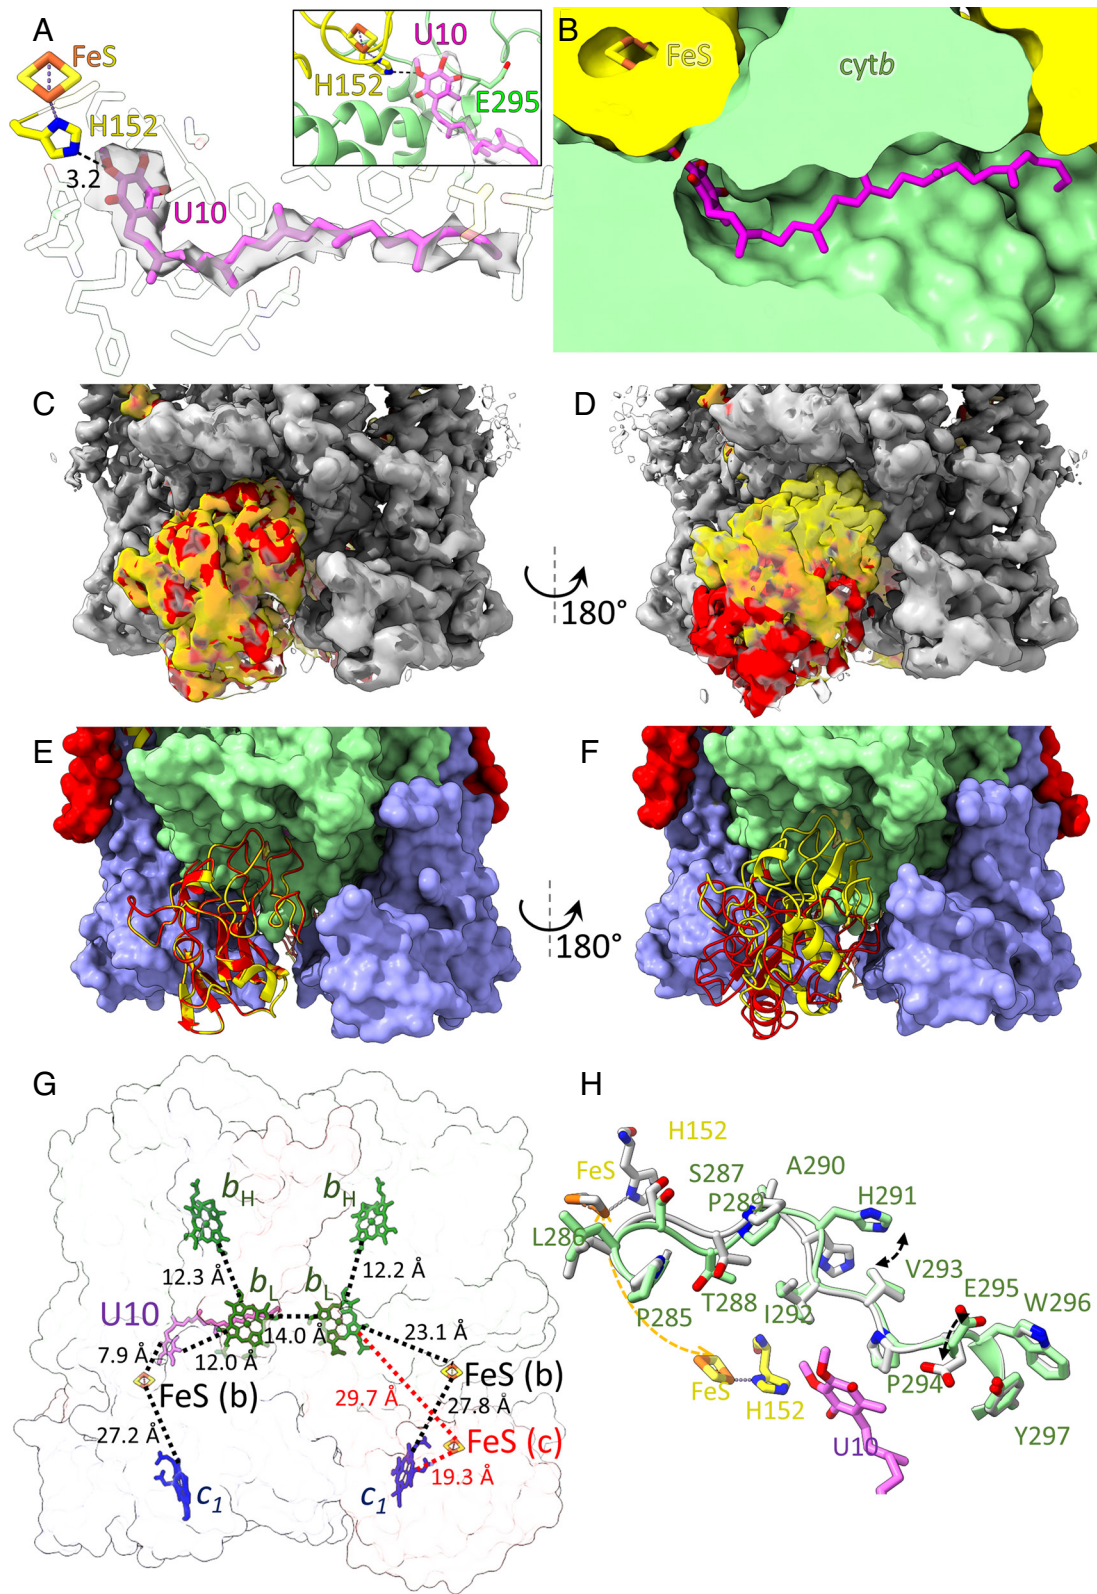 A
FeS
H152
3.2
U10
U10
H152
E295
B
FeS
cytb
C
D
180°
E
F
180°
G
bH bH
12.3 Å
12.2 Å
bL bL
U10
14.0 Å
23.1 Å
7.9 Å
12.0 Å
FeS (b)
FeS (b)
29.7 Å
27.8 Å
27.2 Å
FeS (c)
19.3 Å
c1
c1
H
H152
FeS
S287
A290
P289
H291
L286
V293
E295
P285
T288
I292
W296
P294
FeS
H152
U10
Y297